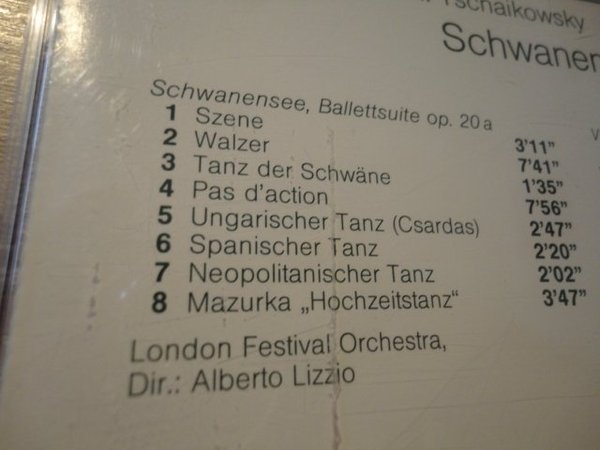 Tschaikowsky
Schwanen
Schwanensee, Ballettsuite op. 20a
1 Szene 3'11"
2 Walzer 7'41"
3 Tanz der Schwäne 1'35"
4 Pas d'action 7'56"
5 Ungarischer Tanz (Csardas) 2'47"
6 Spanischer Tanz 2'20"
7 Neopolitanischer Tanz 2'02"
8 Mazurka „Hochzeitstanz“ 3'47"
London Festival Orchestra,
Dir.: Alberto Lizzio